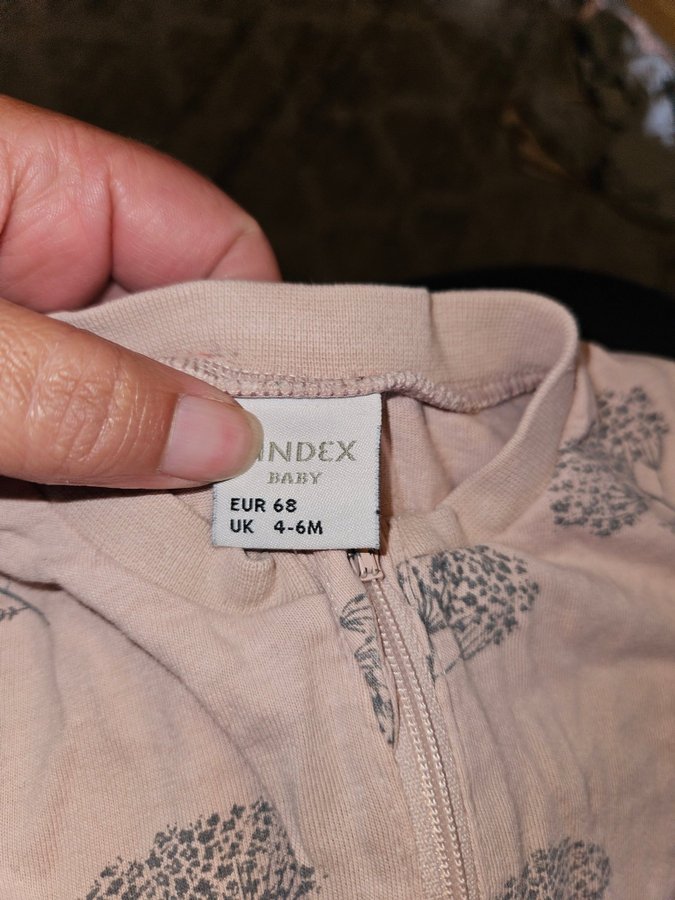 INDEX
BABY
EUR 68
UK 4-6M